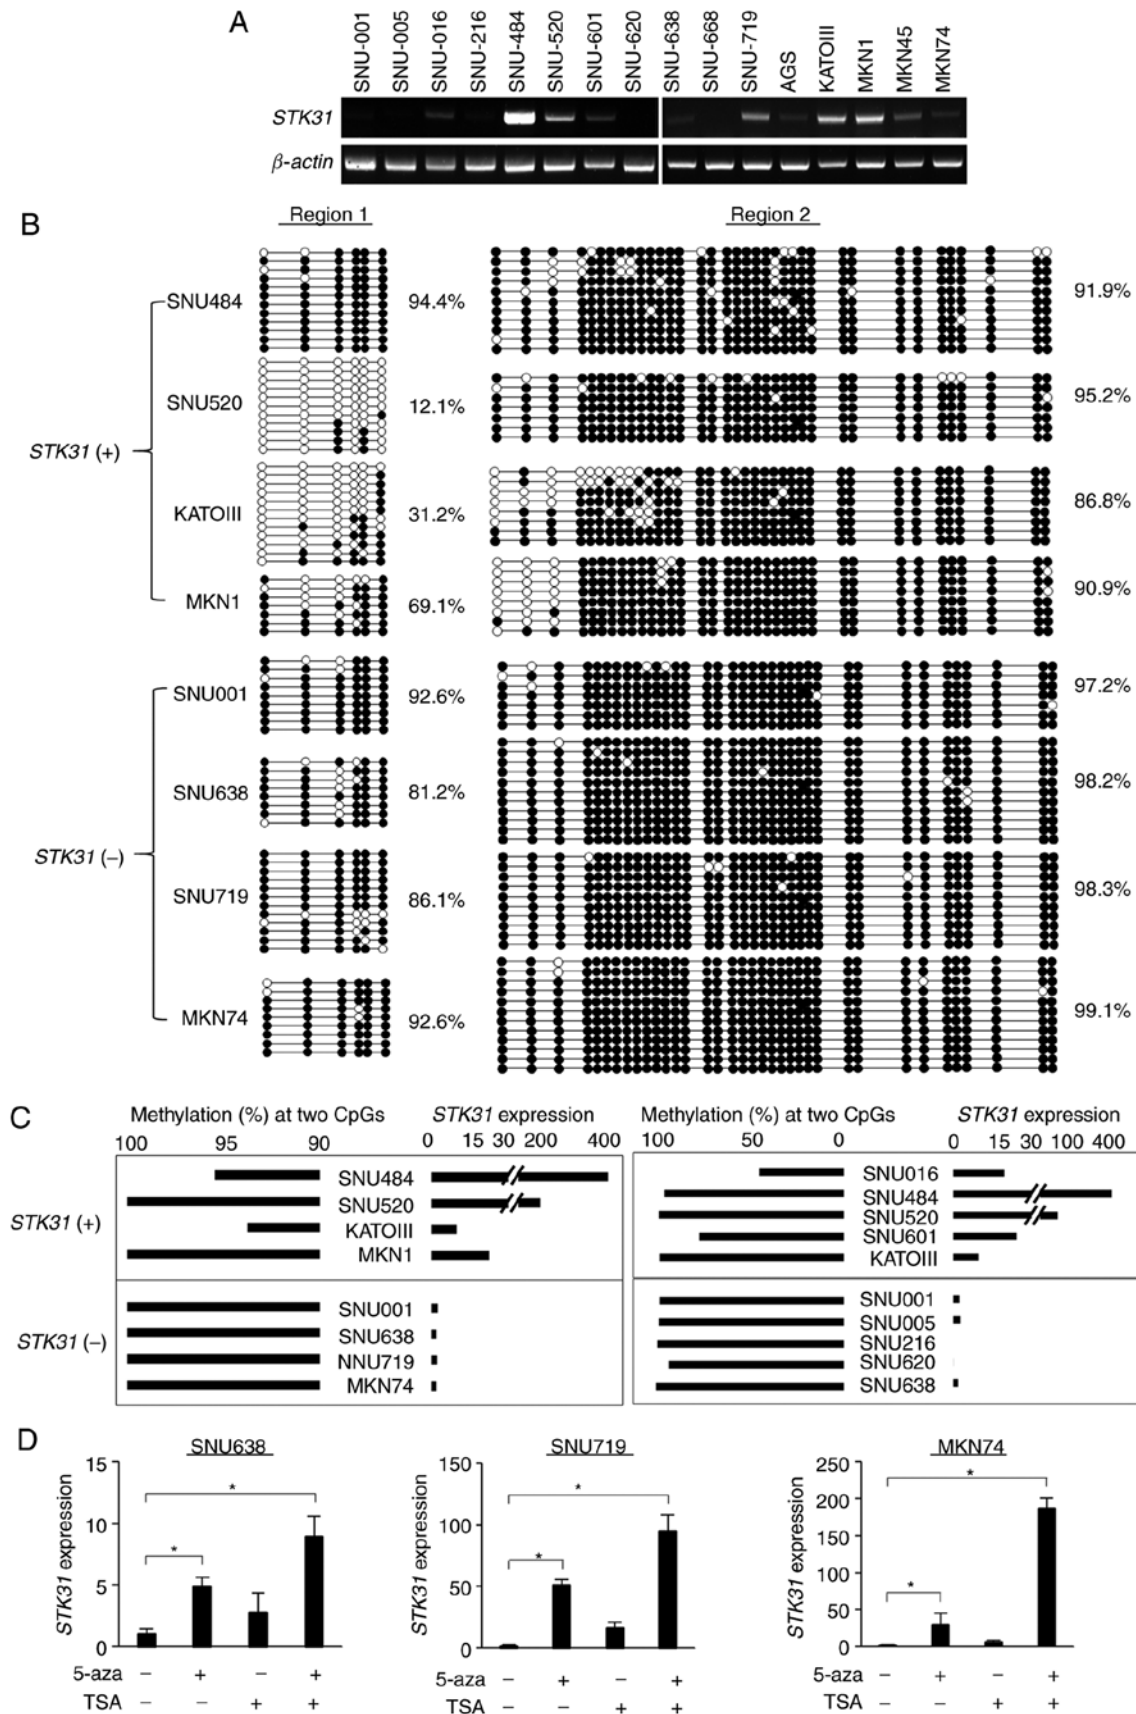 A
SNU-001 SNU-005 SNU-016 SNU-216 SNU-484 SNU-520 SNU-601 SNU-620 SNU-638 SNU-668 SNU-719 AGS KATOIII MKN1 MKN45 MKN74
STK31
β-actin
B
Region 1 Region 2
STK31 (+)
SNU484 94.4% 91.9%
SNU520 12.1% 95.2%
KATOIII 31.2% 86.8%
MKN1 69.1% 90.9%
STK31 (–)
SNU001 92.6% 97.2%
SNU638 81.2% 98.2%
SNU719 86.1% 98.3%
MKN74 92.6% 99.1%
C
Methylation (%) at two CpGs STK31 expression
100 95 90 0 15 30 200 400
STK31 (+)
SNU484
SNU520
KATOIII
MKN1
STK31 (–)
SNU001
SNU638
NNU719
MKN74
Methylation (%) at two CpGs STK31 expression
100 50 0 0 15 30 100 400
SNU016
SNU484
SNU520
SNU601
KATOIII
SNU001
SNU005
SNU216
SNU620
SNU638
D
SNU638
STK31 expression
15
10
5
0
* *
5-aza – + – +
TSA – – + +
SNU719
STK31 expression
150
100
50
0
* *
5-aza – + – +
TSA – – + +
MKN74
STK31 expression
250
200
150
100
50
0
* *
5-aza – + – +
TSA – – + +